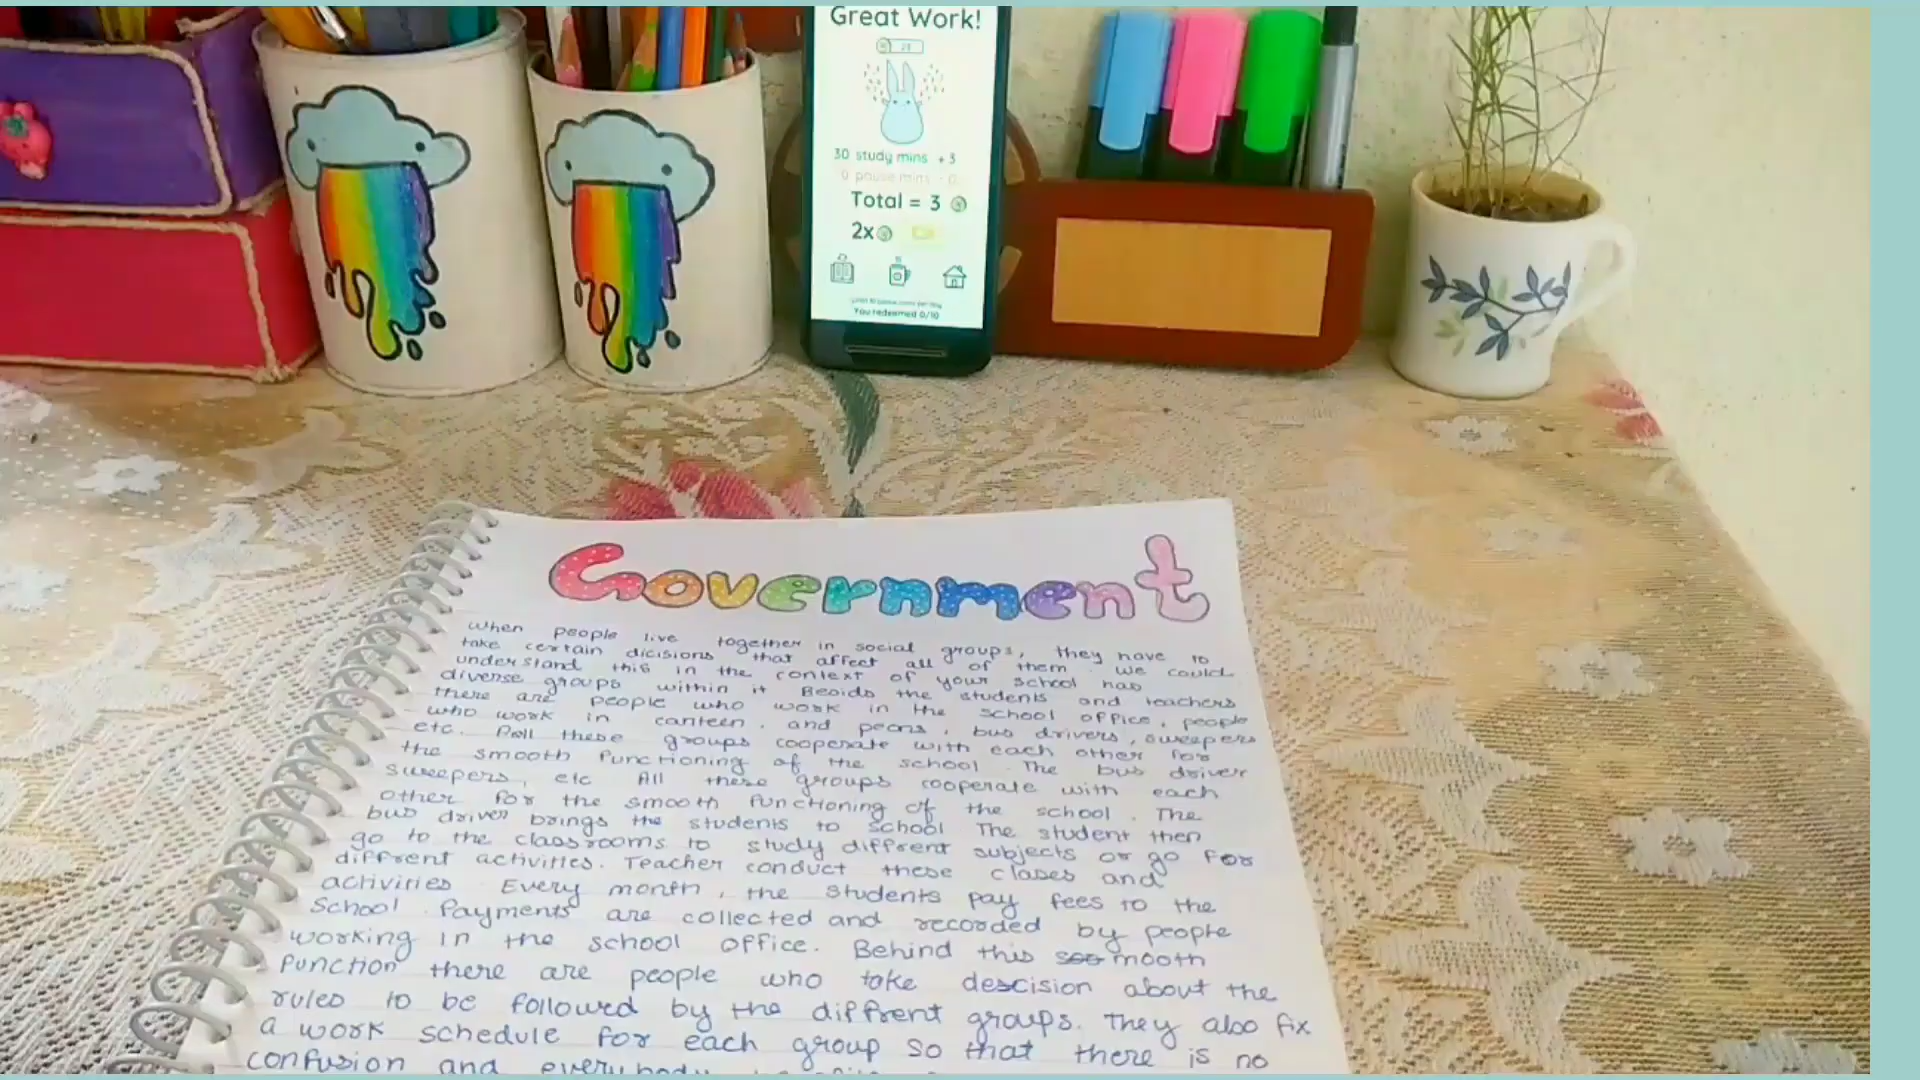 Great Work!
30 study mins +3
0 pause mins - 0
Total = 3
2x
You redeemed 0/10
Government
When people live together in social groups, they have to
take certain dicisions that affect all of them. We could
understand this in the context of your school has
diverse groups within it Besids the students and teachers
there are people who work in the school office, people
who work in canteen, and peons, bus drivers, sweepers
etc. All these groups cooperate with each other for
the smooth functioning of the school. The bus driver
sweepers, etc All these groups cooperate with each
other for the smooth functioning of the school. The
bus driver brings the students to school The student then
go to the classrooms to study diffrent subjects or go for
diffrent activities. Teacher conduct these clases and
activities Every month, the students pay fees to the
School. Payments are collected and recorded by people
working in the school office. Behind this smooth
function there are people who take descision about the
rules to be followed by the diffrent groups. They also fix
a work schedule for each group so that there is no
confusion and everybody